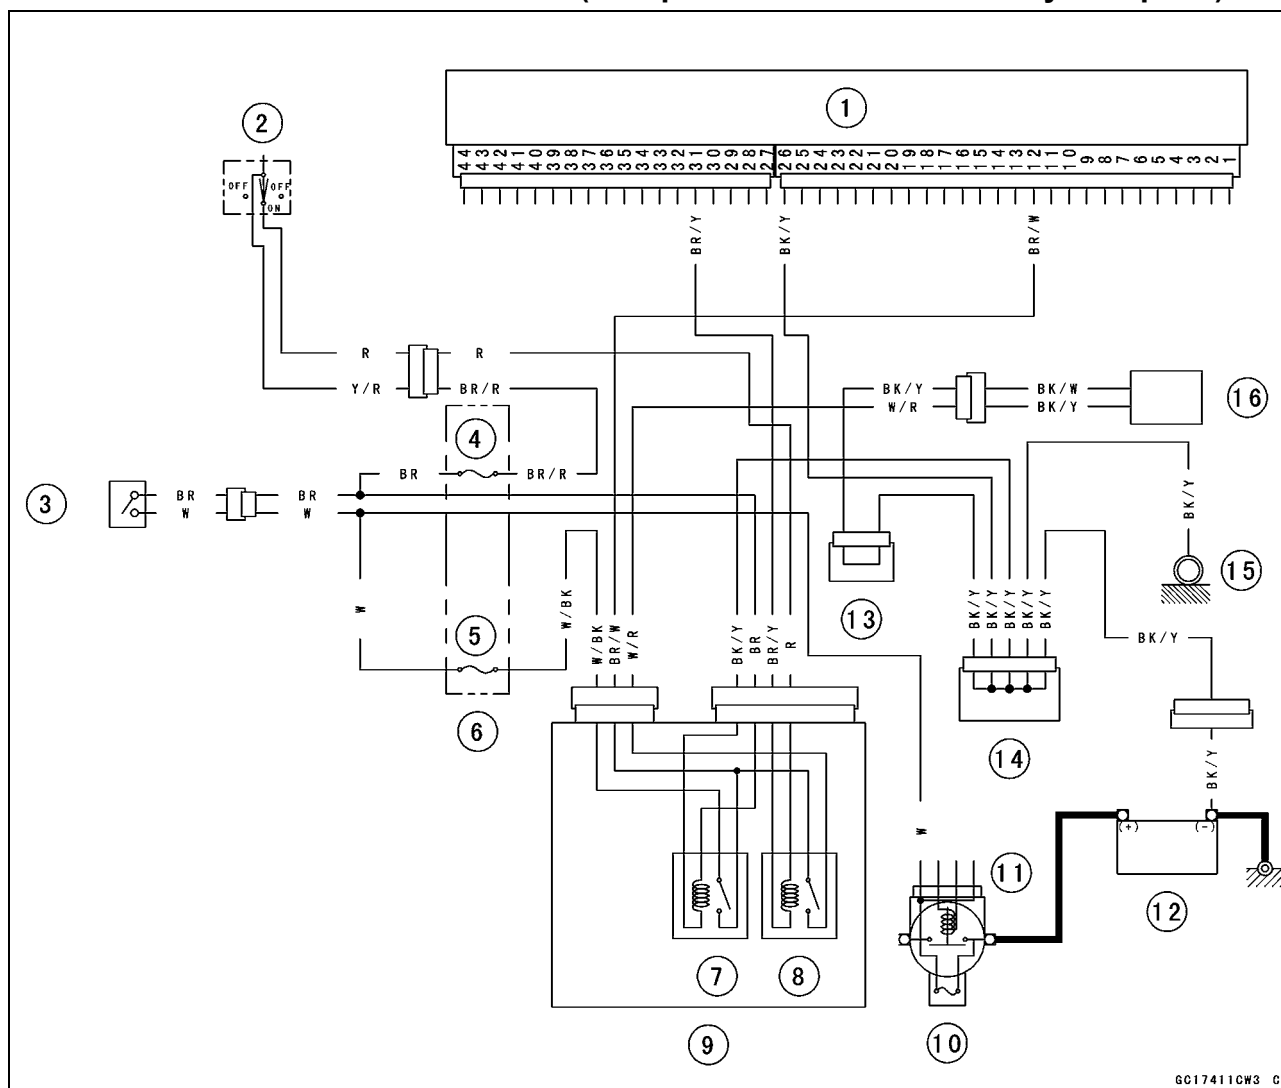 1
2
44 43 42 41 40 39 38 37 36 35 34 33 32 31 30 29 28 27 26 25 24 23 22 21 20 19 18 17 16 15 14 13 12 11 10 9 8 7 6 5 4 3 2 1
OFF OFF
ON
BR/Y BK/Y BR/W
R R
Y/R BR/R
BK/Y BK/W
W/R BK/Y
16
4
BR BR/R
3
BR BR
W W
BK/Y
15
13
W W/BK
BK/Y BK/Y BK/Y BK/Y BK/Y
5
W/BK BR/W W/R BK/Y BR BR/Y R
BK/Y
6
14
BK/Y
W
(+) (-)
11
12
7 8
9
10
GC17411CW3 C